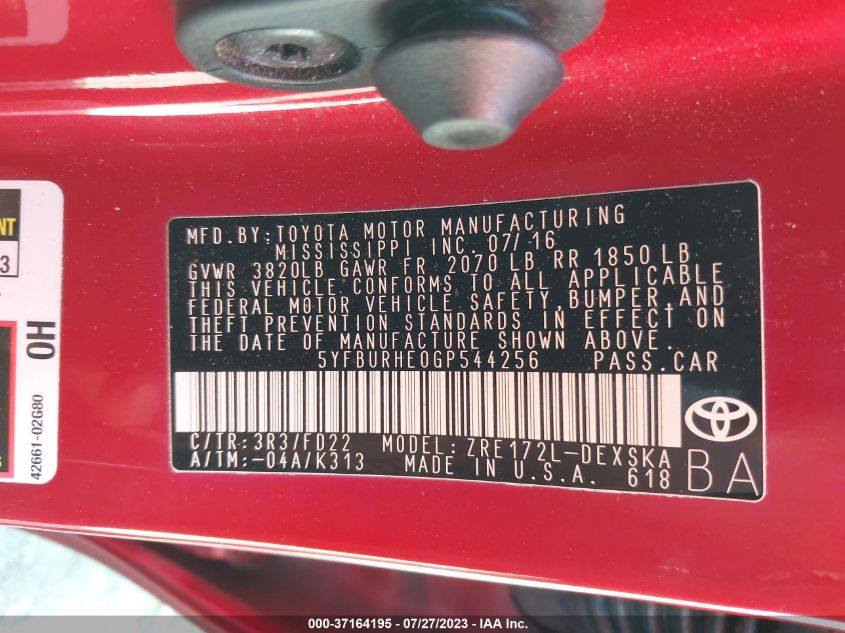 MFD.BY:TOYOTA MOTOR MANUFACTURING
MISSISSIPPI INC. 07/16
GVWR 3820LB GAWR FR 2070 LB RR 1850 LB
THIS VEHICLE CONFORMS TO ALL APPLICABLE
FEDERAL MOTOR VEHICLE SAFETY, BUMPER, AND
THEFT PREVENTION STANDARDS IN EFFECT ON
THE DATE OF MANUFACTURE SHOWN ABOVE.
5YFBURHE0GP544256 PASS.CAR
C/TR:3R3/FD22 MODEL:ZRE172L-DEXSKA
A/TM:-04A/K313 MADE IN U.S.A. 618
BA
NT
3
OH
42661-02G80
000-37164195 - 07/27/2023 - IAA Inc.